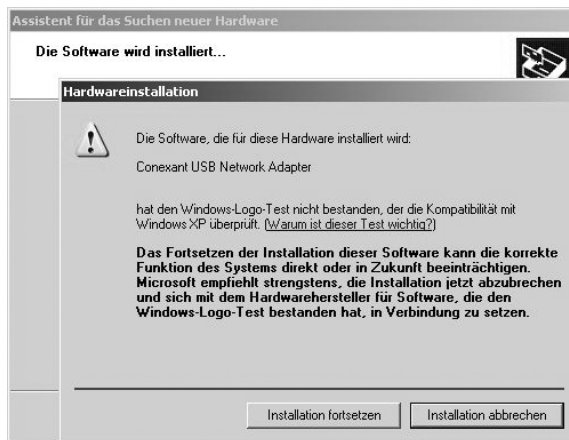 Assistent für das Suchen neuer Hardware
Die Software wird installiert...
Hardwareinstallation
Die Software, die für diese Hardware installiert wird:
Conexant USB Network Adapter
hat den Windows-Logo-Test nicht bestanden, der die Kompatibilität mit
Windows XP überprüft. (Warum ist dieser Test wichtig?)
Das Fortsetzen der Installation dieser Software kann die korrekte
Funktion des Systems direkt oder in Zukunft beeinträchtigen.
Microsoft empfiehlt strengstens, die Installation jetzt abzubrechen
und sich mit dem Hardwarehersteller für Software, die den
Windows-Logo-Test bestanden hat, in Verbindung zu setzen.
Installation fortsetzen
Installation abbrechen